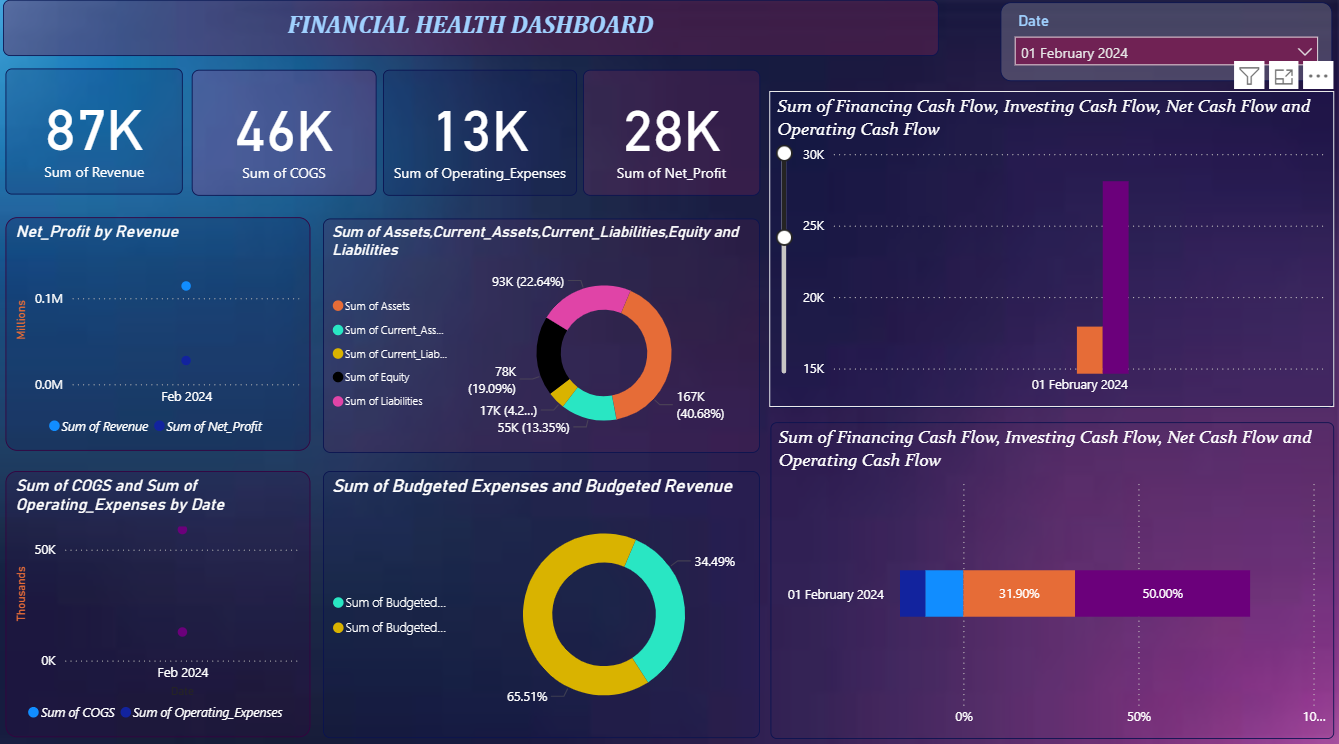 FINANCIAL HEALTH DASHBOARD
Date
01 February 2024
87K
Sum of Revenue
46K
Sum of COGS
13K
Sum of Operating_Expenses
28K
Sum of Net_Profit
Sum of Financing Cash Flow, Investing Cash Flow, Net Cash Flow and
Operating Cash Flow
30K
25K
20K
15K
01 February 2024
Net_Profit by Revenue
Millions
0.1M
0.0M
Feb 2024
Sum of Revenue
Sum of Net_Profit
Sum of Assets,Current_Assets,Current_Liabilities,Equity and
Liabilities
Sum of Assets
Sum of Current_Ass...
Sum of Current_Liab...
Sum of Equity
Sum of Liabilities
93K (22.64%)
78K
(19.09%)
17K (4.2...)
55K (13.35%)
167K
(40.68%)
Sum of COGS and Sum of
Operating_Expenses by Date
Thousands
50K
0K
Feb 2024
Sum of COGS
Sum of Operating_Expenses
Sum of Budgeted Expenses and Budgeted Revenue
Sum of Budgeted...
Sum of Budgeted...
34.49%
65.51%
Sum of Financing Cash Flow, Investing Cash Flow, Net Cash Flow and
Operating Cash Flow
01 February 2024
31.90%
50.00%
0%
50%
10...